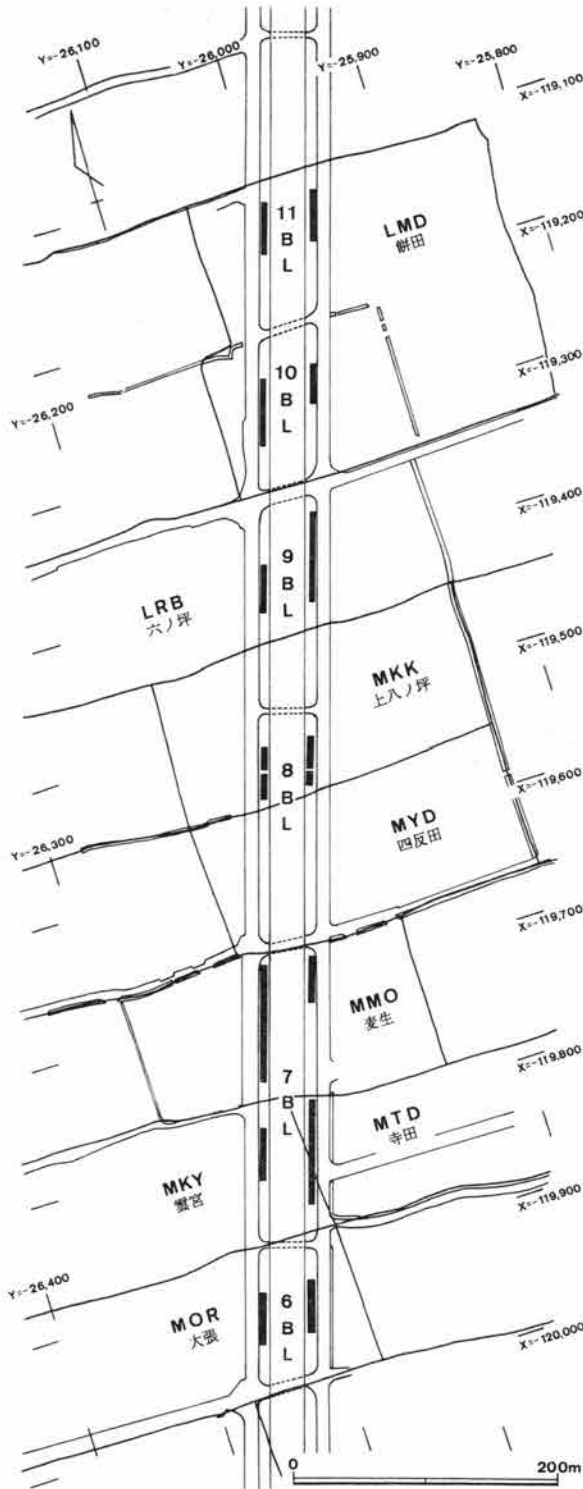 Y=-26,100
Y=-26,000
Y=-25,900
Y=-25,800
X=-119,100
11
B
L
LMD
餅田
X=-119,200
10
B
L
X=-119,300
Y=-26,200
X=-119,400
9
B
L
LRB
六ノ坪
X=-119,500
MKK
上八ノ坪
8
B
L
X=-119,600
MYD
四反田
Y=-26,300
X=-119,700
MMO
麦生
7
B
L
X=-119,800
MTD
寺田
MKY
雲宮
X=-119,900
Y=-26,400
6
B
L
MOR
大張
X=-120,000
0
200m